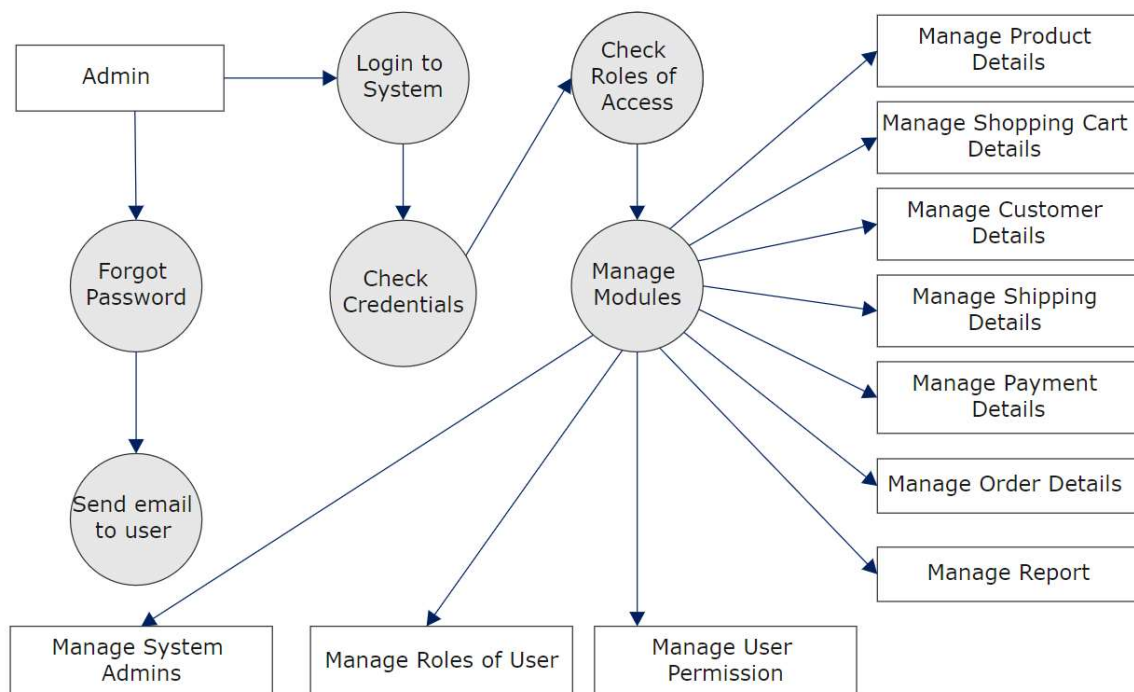 Admin
Login to
System
Check
Roles of
Access
Manage Product
Details
Manage Shopping Cart
Details
Manage Customer
Details
Forgot
Password
Check
Credentials
Manage
Modules
Manage Shipping
Details
Manage Payment
Details
Send email
to user
Manage Order Details
Manage Report
Manage System
Admins
Manage Roles of User
Manage User
Permission